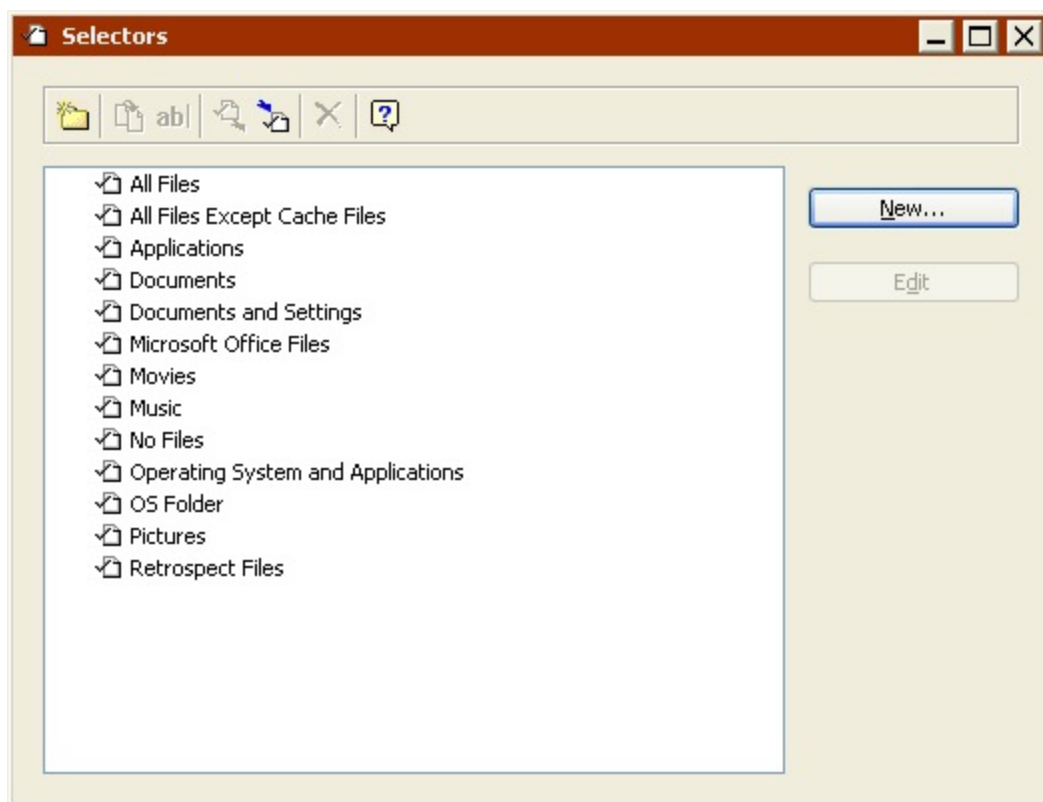 Selectors
ab|
All Files
All Files Except Cache Files
Applications
Documents
Documents and Settings
Microsoft Office Files
Movies
Music
No Files
Operating System and Applications
OS Folder
Pictures
Retrospect Files
New...
Edit